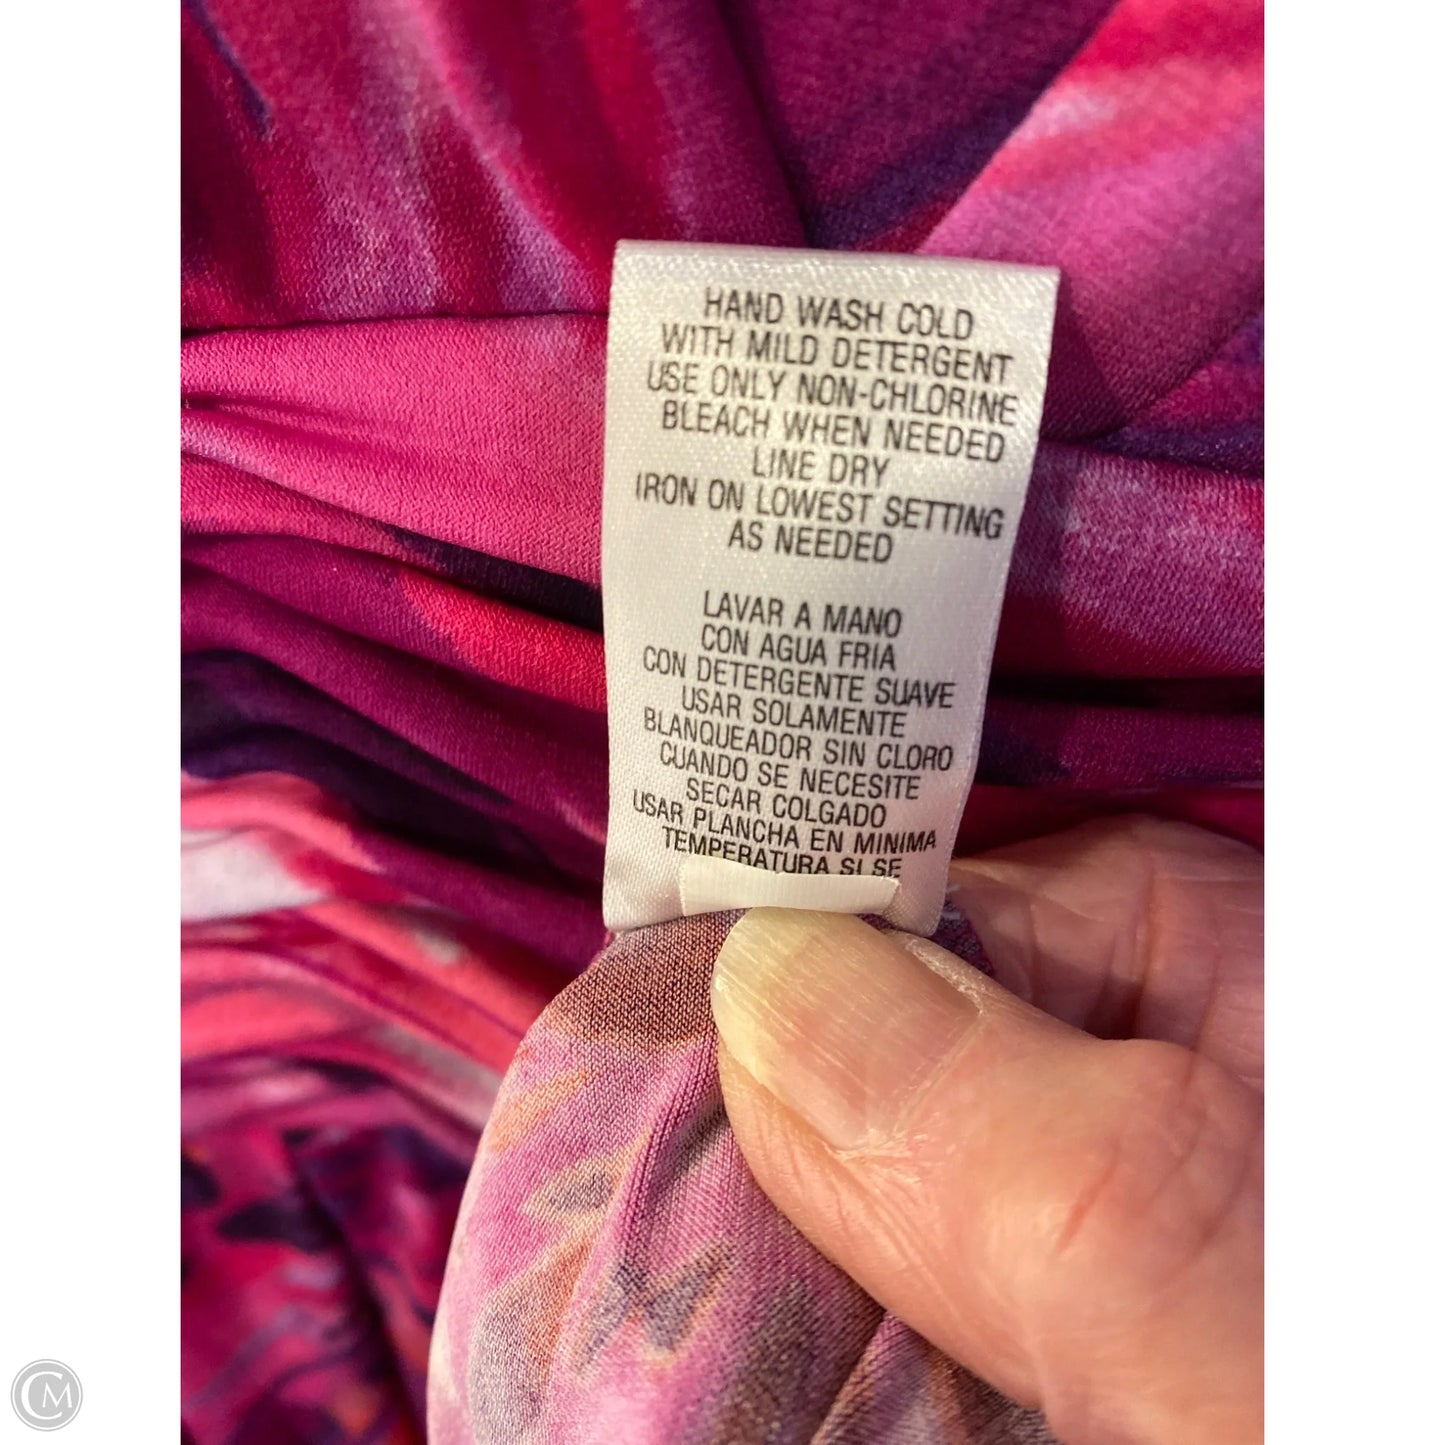 HAND WASH COLD
WITH MILD DETERGENT
USE ONLY NON-CHLORINE
BLEACH WHEN NEEDED
LINE DRY
IRON ON LOWEST SETTING
AS NEEDED
LAVAR A MANO
CON AGUA FRIA
CON DETERGENTE SUAVE
USAR SOLAMENTE
BLANQUEADOR SIN CLORO
CUANDO SE NECESITE
SECAR COLGADO
USAR PLANCHA EN MINIMA
TEMPERATURA SI SE
CM